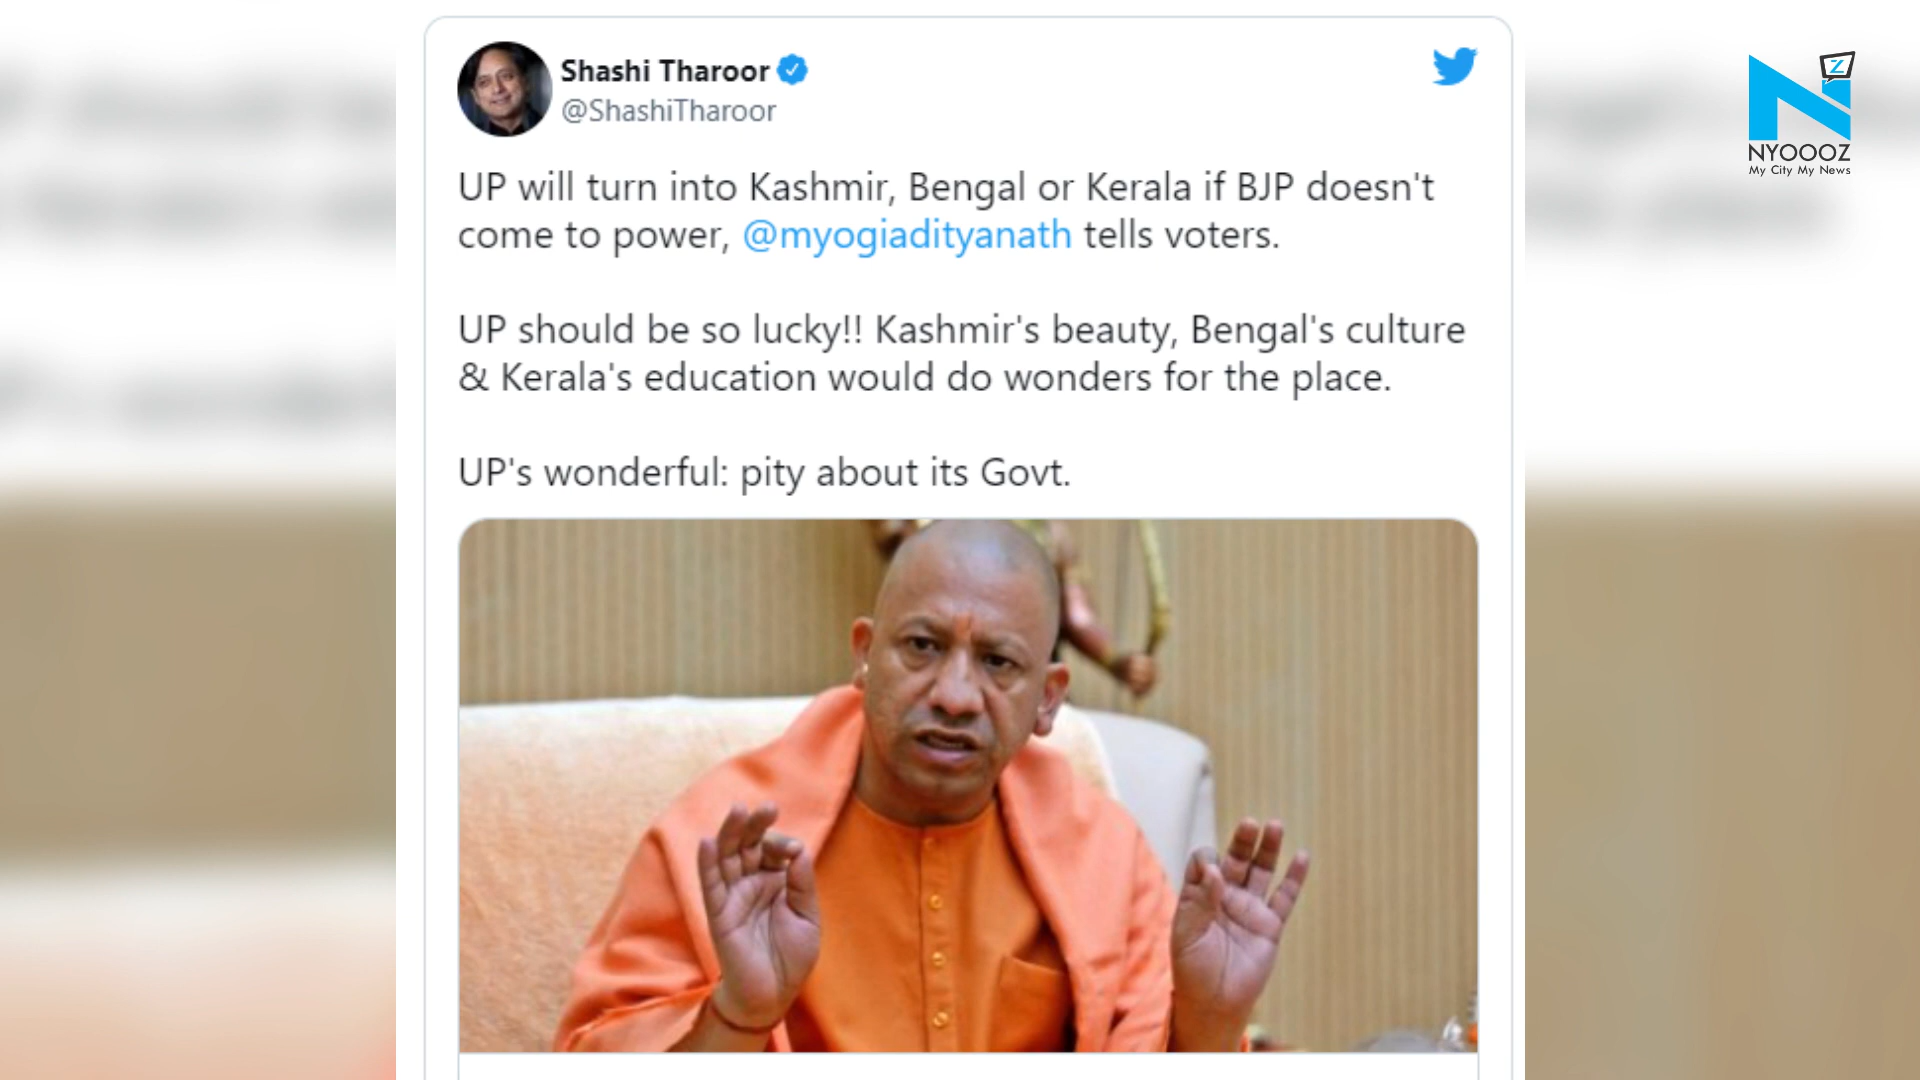 Shashi Tharoor
@ShashiTharoor
UP will turn into Kashmir, Bengal or Kerala if BJP doesn't
come to power, @myogiadityanath tells voters.
UP should be so lucky!! Kashmir's beauty, Bengal's culture
& Kerala's education would do wonders for the place.
UP's wonderful: pity about its Govt.
Z
NYOOOZ
My City My News